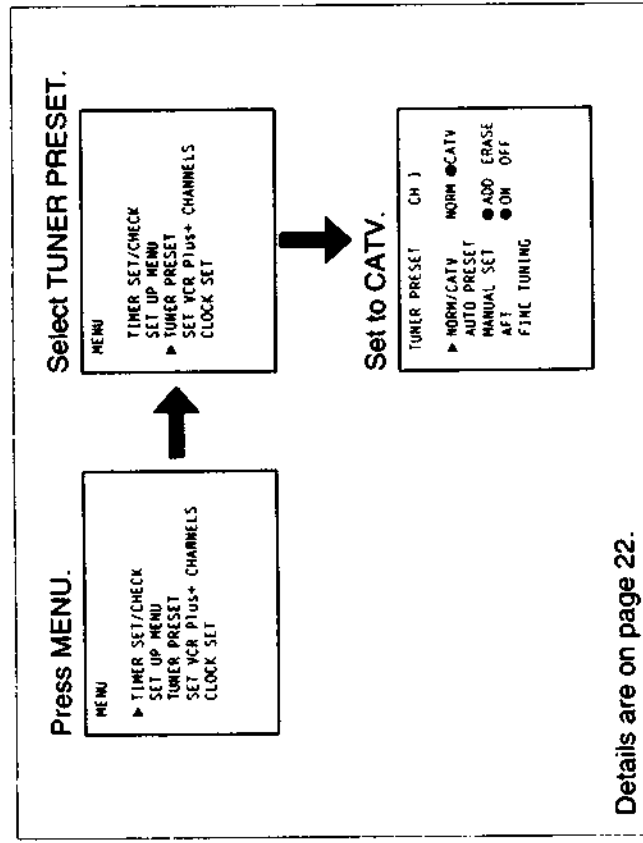 Press MENU.
MENU
▶ TIMER SET/CHECK
SET UP MENU
TUNER PRESET
SET VCR Plus+ CHANNELS
CLOCK SET
Select TUNER PRESET.
MENU
TIMER SET/CHECK
SET UP MENU
▶ TUNER PRESET
SET VCR Plus+ CHANNELS
CLOCK SET
Set to CATV.
TUNER PRESET CH 1
▶ NORM/CATV NORM ●CATV
AUTO PRESET
MANUAL SET ●ADD ERASE
AFT ●ON OFF
FINE TUNING
Details are on page 22.